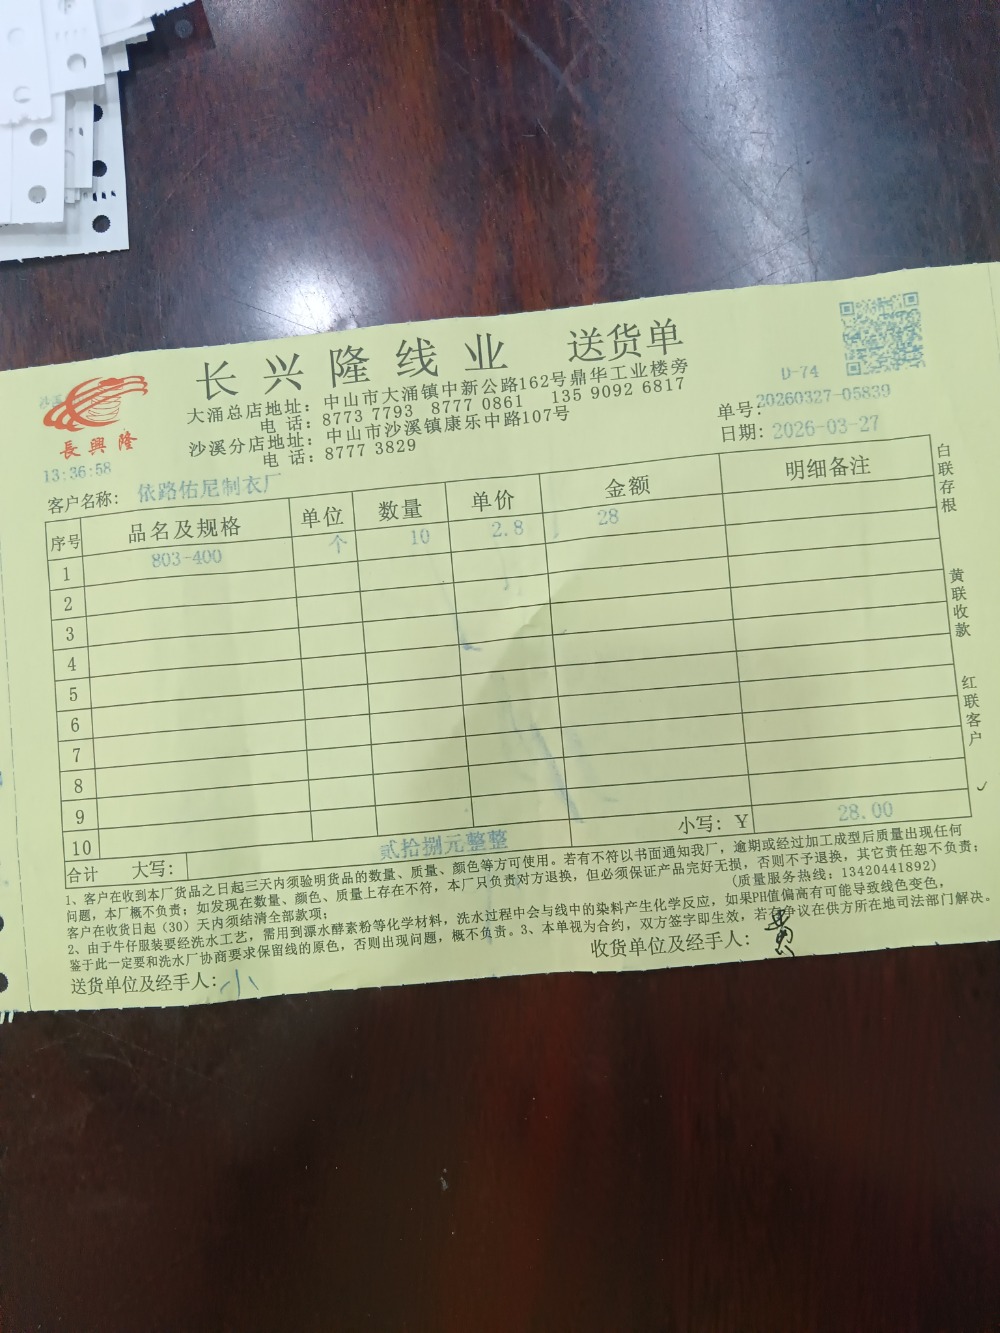 长兴隆线业 送货单
長興隆
大涌总店地址：中山市大涌镇中新公路162号鼎华工业楼旁
电 话：8773 7793 8777 0861 135 9092 6817
沙溪分店地址：中山市沙溪镇康乐中路107号
电 话：8777 3829
D-74
单号：20260327-05839
日期：2026-03-27
13:36:58
客户名称：依路佑尼制衣厂
序号 品名及规格 单位 数量 单价 金额 明细备注
1 803-400 个 10 2.8 28
2
3
4
5
6
7
8
9
10
合计 大写：贰拾捌元整整 小写：Y 28.00
白联存根
黄联收款
红联客户
1、客户在收到本厂货品之日起三天内须验明货品的数量、质量、颜色等方可使用。若有不符以书面通知我厂，逾期或经过加工成型后质量出现任何
问题，本厂概不负责；如发现在数量、颜色、质量上存在不符，本厂只负责对方退换，但必须保证产品完好无损，否则不予退换，其它责任恕不负责；
客户在收货日起（30）天内须结清全部款项； （质量服务热线：13420441892）
2、由于牛仔服装要经洗水工艺，需用到漂水酵素粉等化学材料，洗水过程中会与线中的染料产生化学反应，如果PH值偏高有可能导致线色变色，
鉴于此一定要和洗水厂协商要求保留线的原色，否则出现问题，概不负责。3、本单视为合约，双方签字即生效，若有争议在供方所在地司法部门解决。
送货单位及经手人：小
收货单位及经手人：